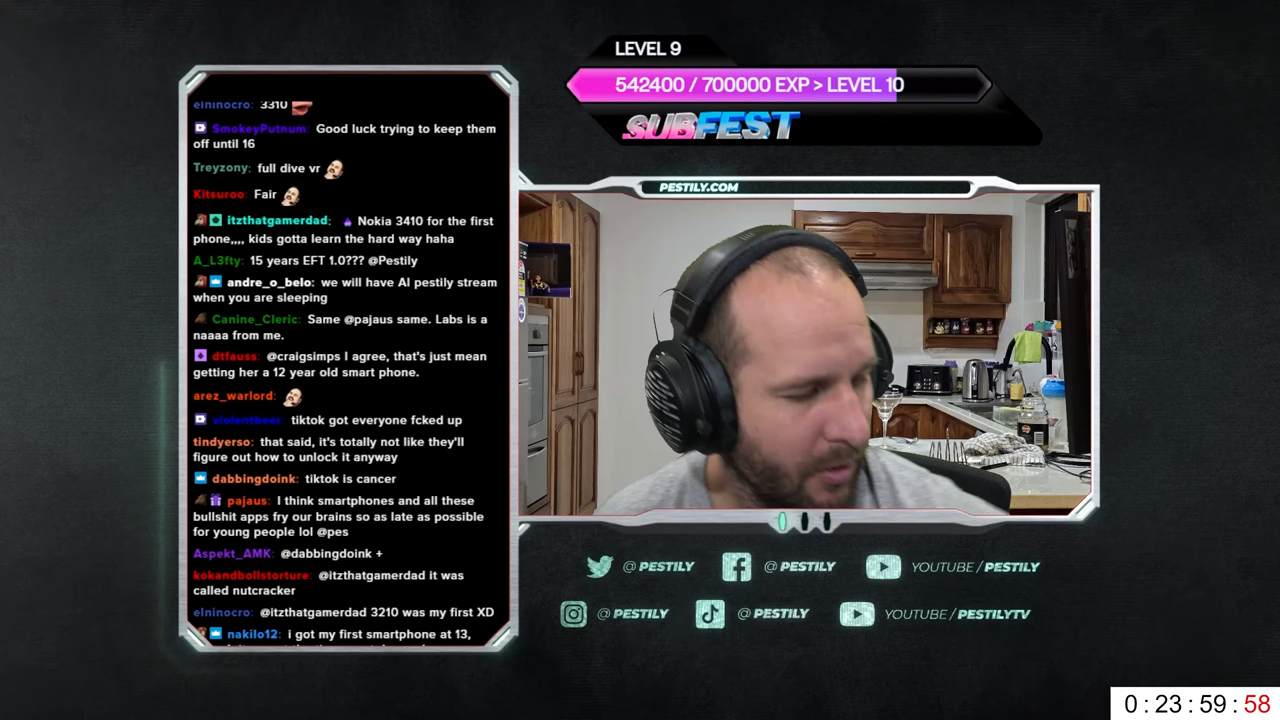 LEVEL 9
542400 / 700000 EXP > LEVEL 10
SUBFEST
PESTILY.COM
elninocro: 3310
SmokeyPutnum: Good luck trying to keep them
off until 16
Treyzony: full dive vr
Kitsuroo: Fair
itzthatgamerdad: Nokia 3410 for the first
phone,,,, kids gotta learn the hard way haha
A_L3fty: 15 years EFT 1.0??? @Pestily
andre_o_belo: we will have AI pestily stream
when you are sleeping
Canine_Cleric: Same @pajaus same. Labs is a
naaaa from me.
dtfauss: @craigsimps I agree, that's just mean
getting her a 12 year old smart phone.
arez_warlord:
violentbeer: tiktok got everyone fcked up
tindyerso: that said, it's totally not like they'll
figure out how to unlock it anyway
dabbingdoink: tiktok is cancer
pajaus: I think smartphones and all these
bullshit apps fry our brains so as late as possible
for young people lol @pes
Aspekt_AMK: @dabbingdoink +
kokandbollstorture: @itzthatgamerdad it was
called nutcracker
elninocro: @itzthatgamerdad 3210 was my first XD
nakilo12: i got my first smartphone at 13,
@PESTILY
@PESTILY
YOUTUBE/PESTILY
@PESTILY
@PESTILY
YOUTUBE/PESTILYTV
0:23:59:58